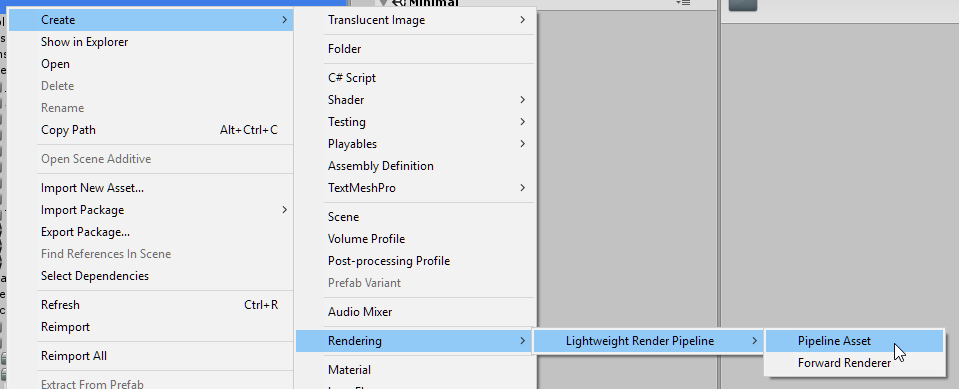 Minimal
Create
Show in Explorer
Open
Delete
Rename
Copy Path Alt+Ctrl+C
Open Scene Additive
Import New Asset...
Import Package
Export Package...
Find References In Scene
Select Dependencies
Refresh Ctrl+R
Reimport
Reimport All
Extract From Prefab
Translucent Image
Folder
C# Script
Shader
Testing
Playables
Assembly Definition
TextMeshPro
Scene
Volume Profile
Post-processing Profile
Prefab Variant
Audio Mixer
Rendering
Material
Lightweight Render Pipeline
Pipeline Asset
Forward Renderer